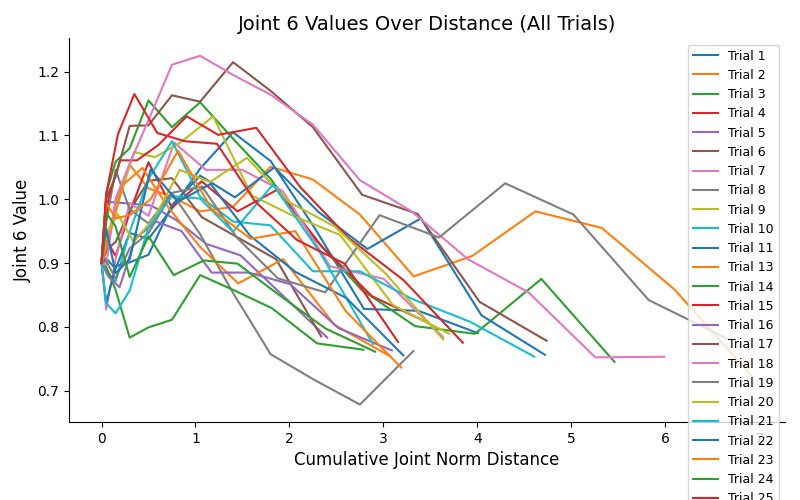 Joint 6 Values Over Distance (All Trials)
Joint 6 Value
1.2
1.1
1.0
0.9
0.8
0.7
0
1
2
3
4
5
6
Cumulative Joint Norm Distance
Trial 1
Trial 2
Trial 3
Trial 4
Trial 5
Trial 6
Trial 7
Trial 8
Trial 9
Trial 10
Trial 11
Trial 13
Trial 14
Trial 15
Trial 16
Trial 17
Trial 18
Trial 19
Trial 20
Trial 21
Trial 22
Trial 23
Trial 24
Trial 25